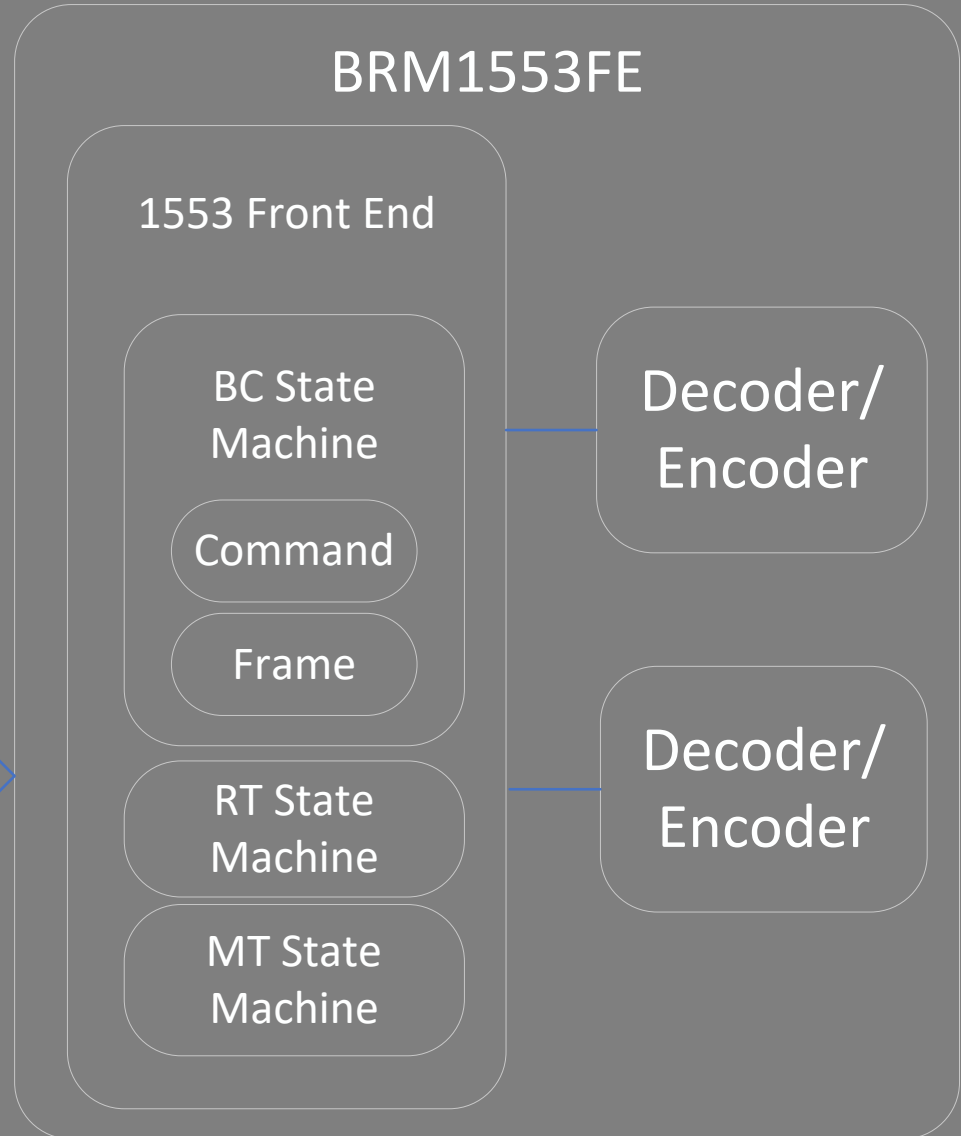 BRM1553FE
1553 Front End
BC State
Machine
Command
Frame
RT State
Machine
MT State
Machine
Decoder/
Encoder
Decoder/
Encoder